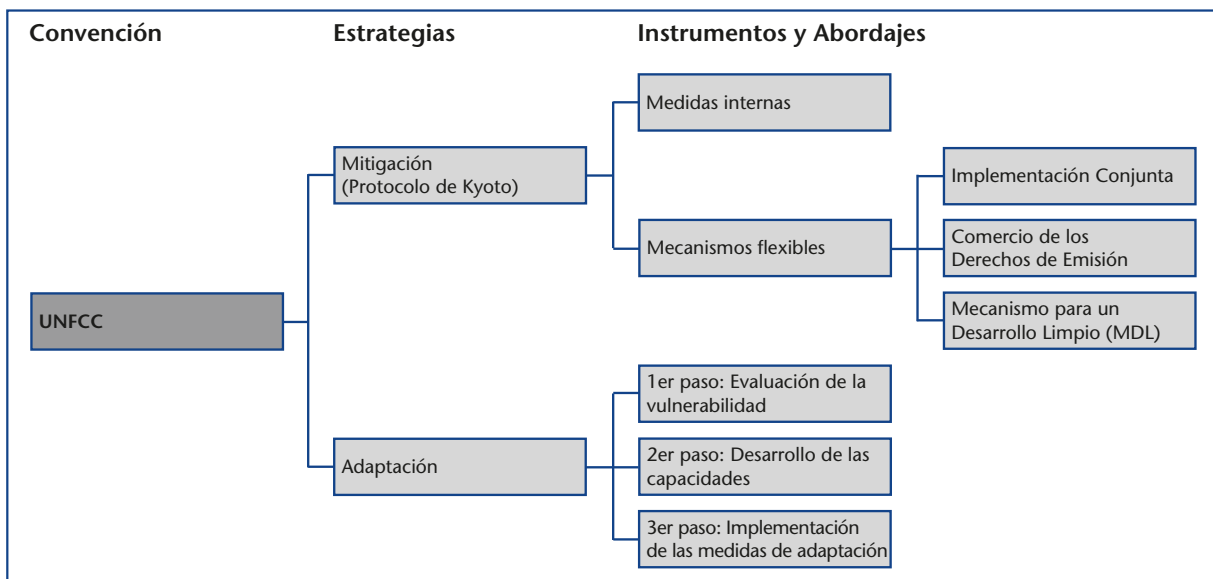 Convención
Estrategias
Instrumentos y Abordajes
UNFCC
Mitigación
(Protocolo de Kyoto)
Medidas internas
Mecanismos flexibles
Implementación Conjunta
Comercio de los
Derechos de Emisión
Mecanismo para un
Desarrollo Limpio (MDL)
Adaptación
1er paso: Evaluación de la
vulnerabilidad
2er paso: Desarrollo de las
capacidades
3er paso: Implementación
de las medidas de adaptación